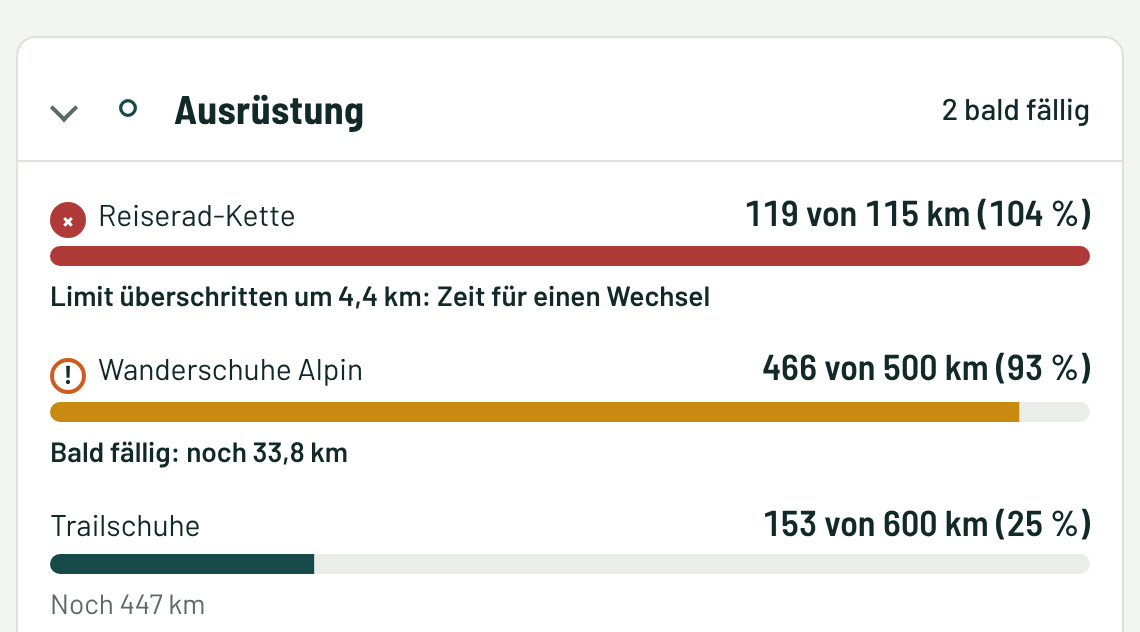 Ausrüstung
2 bald fällig
Reiserad-Kette
119 von 115 km (104 %)
Limit überschritten um 4,4 km: Zeit für einen Wechsel
Wanderschuhe Alpin
466 von 500 km (93 %)
Bald fällig: noch 33,8 km
Trailschuhe
153 von 600 km (25 %)
Noch 447 km